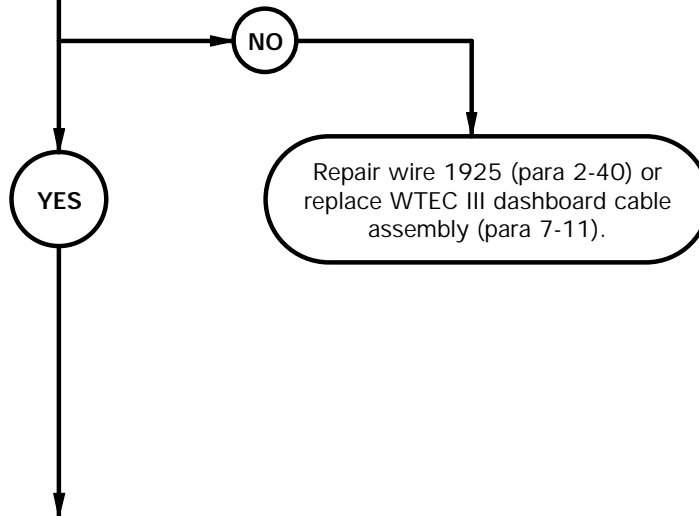 NO
YES
Repair wire 1925 (para 2-40) or
replace WTEC III dashboard cable
assembly (para 7-11).